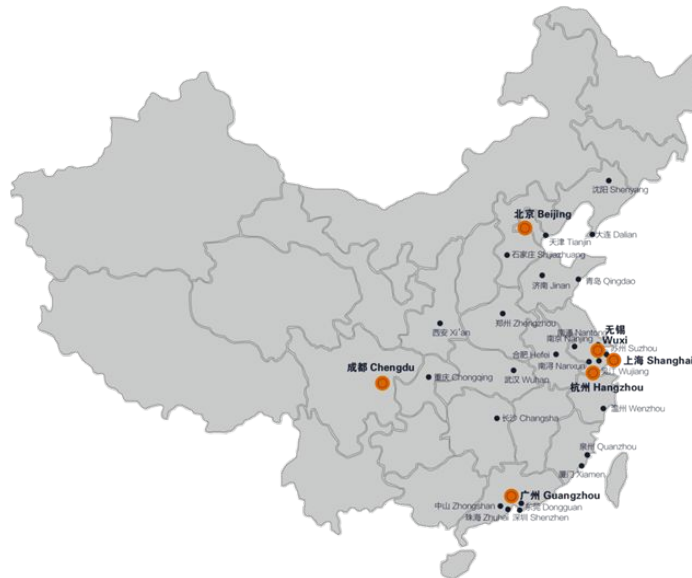 沈阳 Shenyang
北京 Beijing
大连 Dalian
天津 Tianjin
石家庄 Shijiazhuang
济南 Jinan
青岛 Qingdao
郑州 Zhengzhou
西安 Xi'an
南通 Nantong
无锡
Wuxi
南京 Nanjing
苏州 Suzhou
合肥 Hefei
上海 Shanghai
南浔 Nanxun
Wujiang
成都 Chengdu
重庆 Chongqing
武汉 Wuhan
杭州 Hangzhou
温州 Wenzhou
长沙 Changsha
泉州 Quanzhou
厦门 Xiamen
广州 Guangzhou
中山 Zhongshan
东莞 Dongguan
珠海 Zhuhai
深圳 Shenzhen